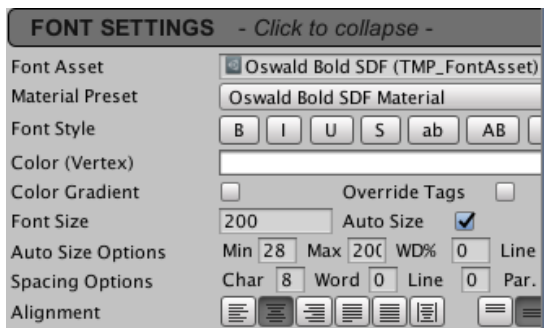 FONT SETTINGS - Click to collapse -
Font Asset Oswald Bold SDF (TMP_FontAsset)
Material Preset Oswald Bold SDF Material
Font Style B I U S ab AB
Color (Vertex)
Color Gradient Override Tags
Font Size 200 Auto Size
Auto Size Options Min 28 Max 200 WD% 0 Line
Spacing Options Char 8 Word 0 Line 0 Par.
Alignment